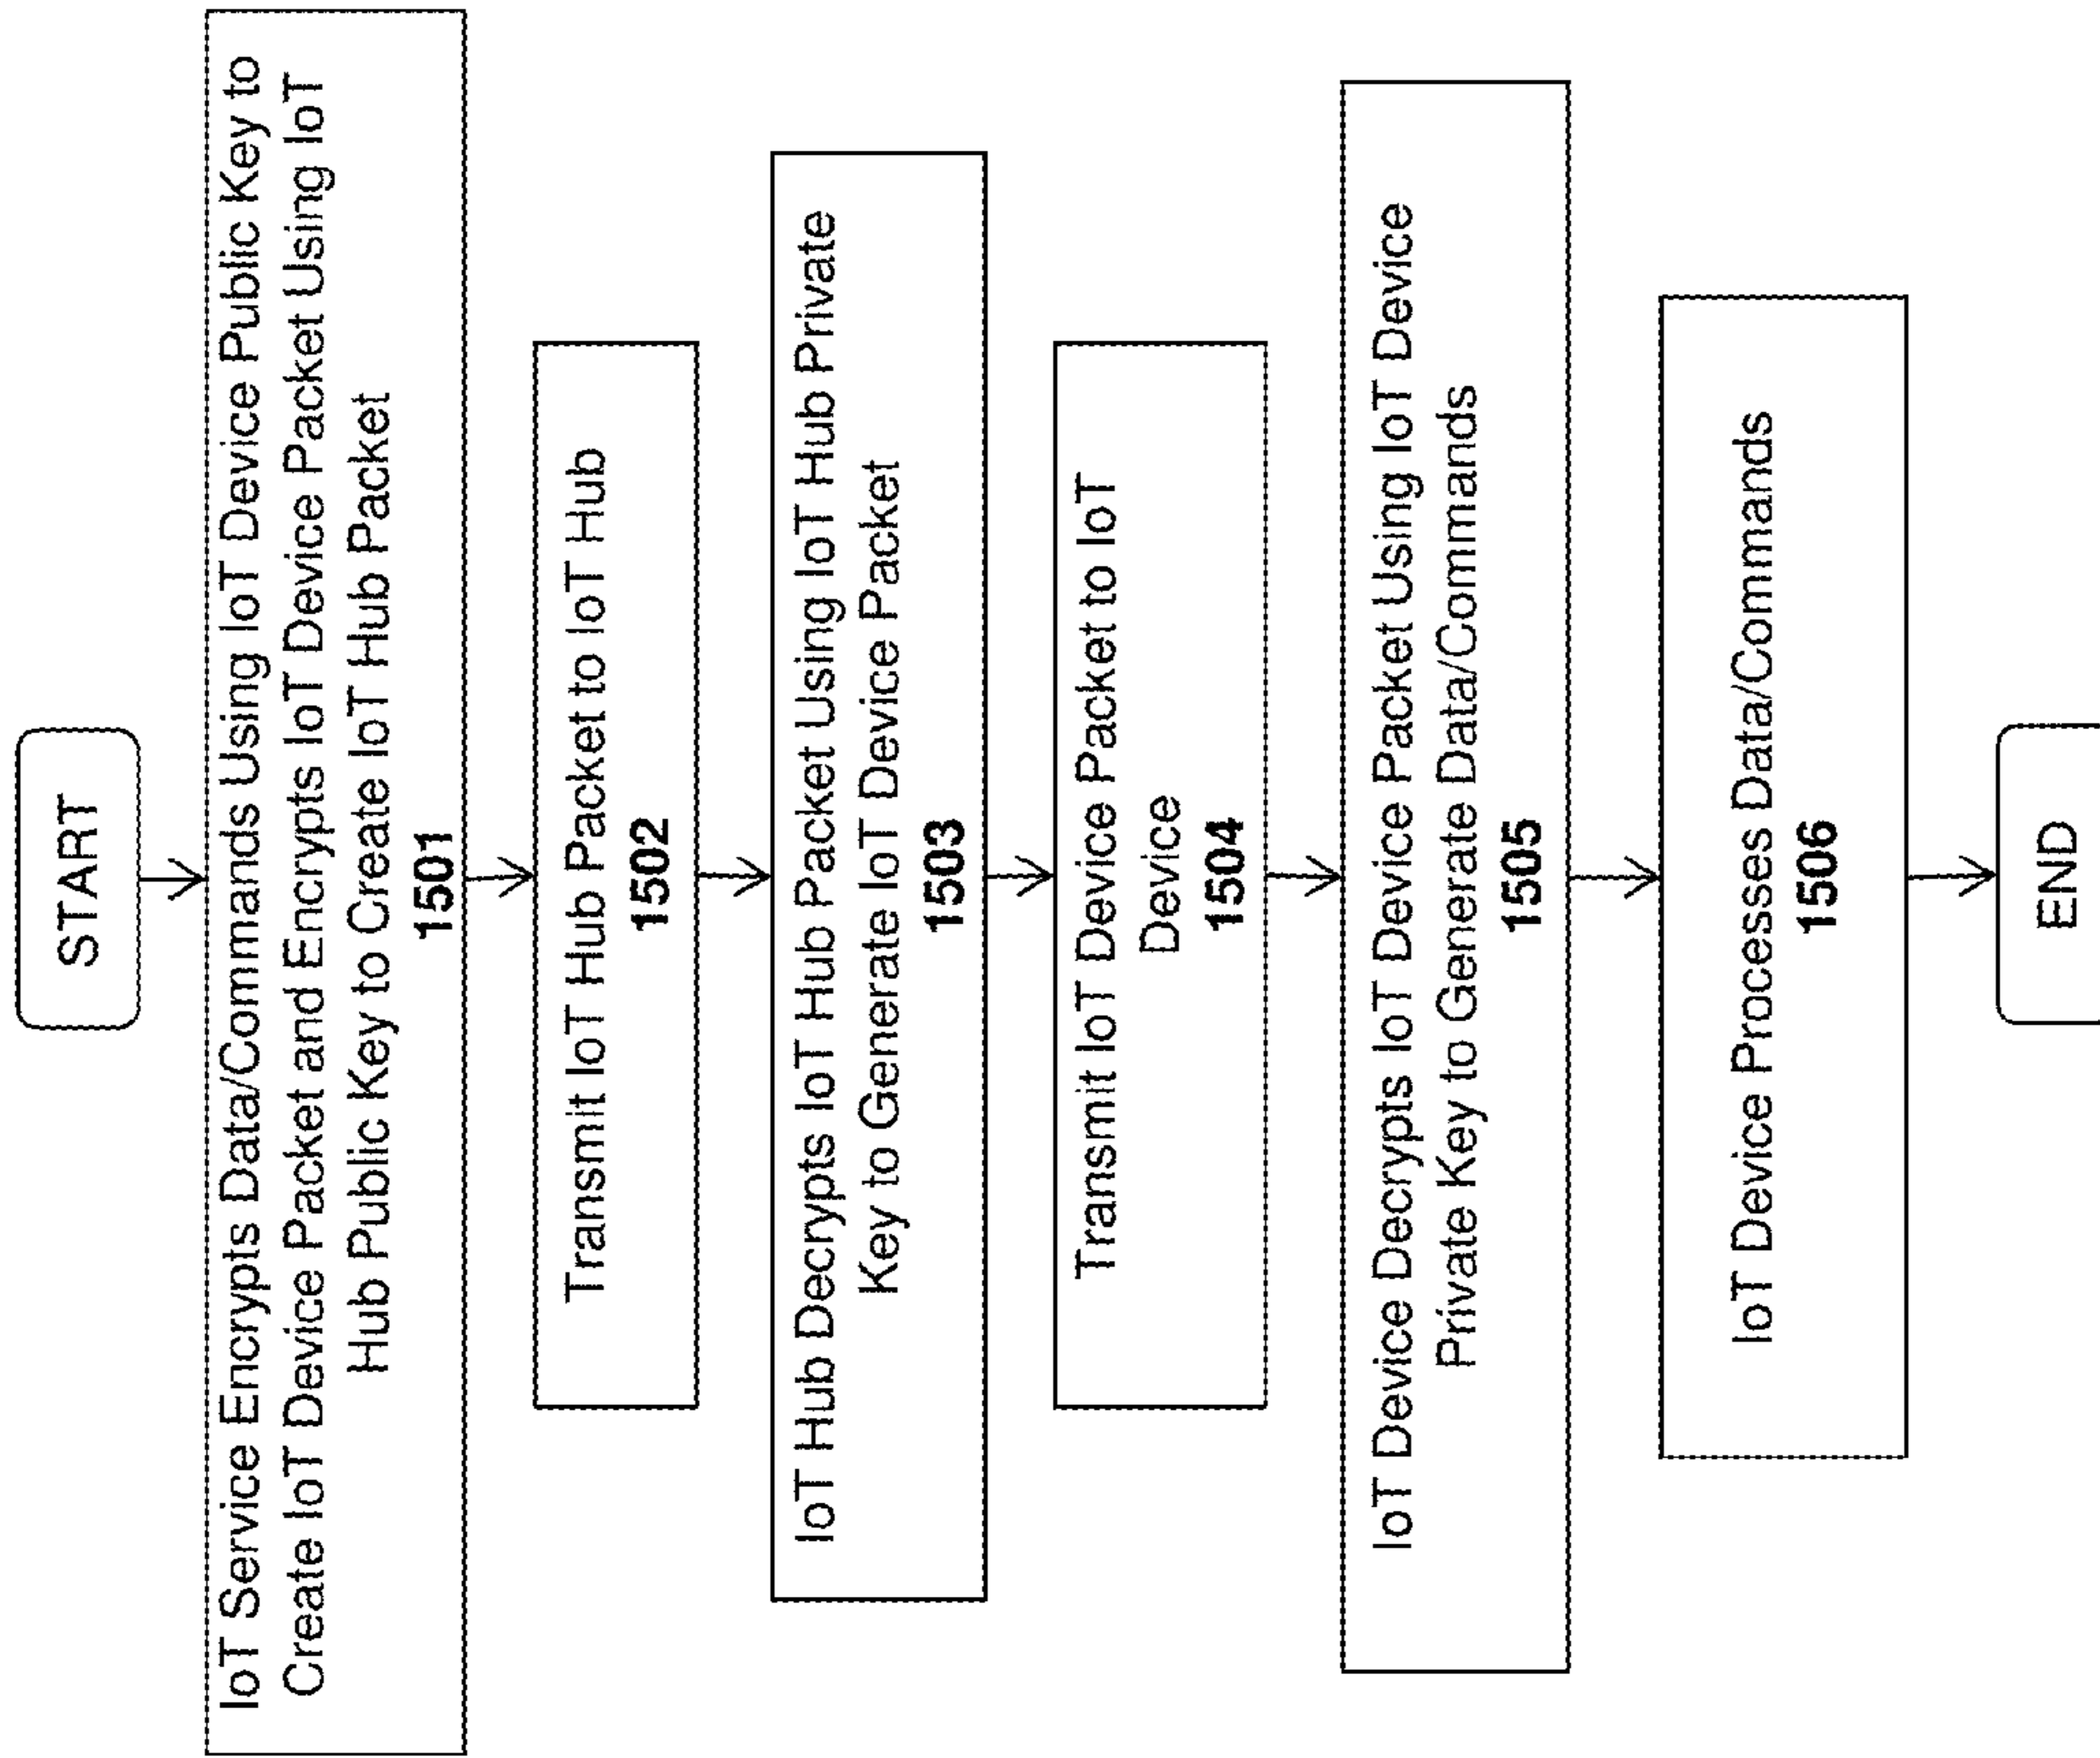 START
IoT Service Encrypts Data/Commands Using IoT Device Public Key to
Create IoT Device Packet and Encrypts IoT Device Packet Using IoT
Hub Public Key to Create IoT Hub Packet
1501
Transmit IoT Hub Packet to IoT Hub
1502
IoT Hub Decrypts IoT Hub Packet Using IoT Hub Private
Key to Generate IoT Device Packet
1503
Transmit IoT Device Packet to IoT
Device
1504
IoT Device Decrypts IoT Device Packet Using IoT Device
Private Key to Generate Data/Commands
1505
IoT Device Processes Data/Commands
1506
END